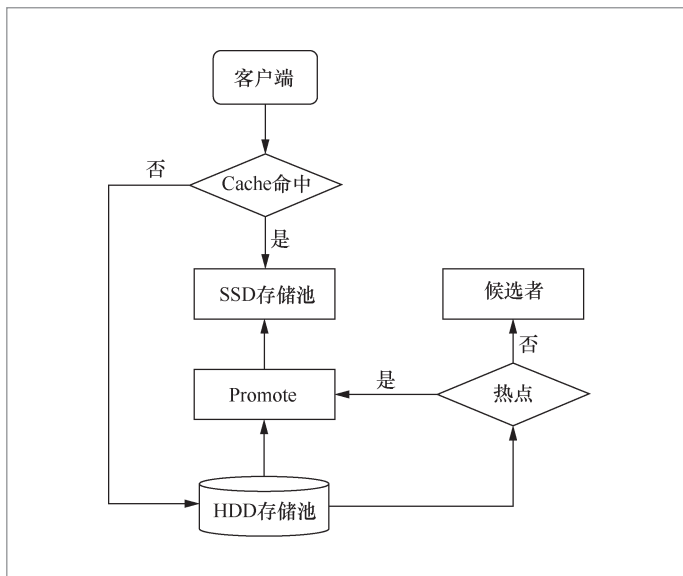 客户端
否
Cache命中
是
SSD存储池
候选者
否
Promote
是
热点
HDD存储池